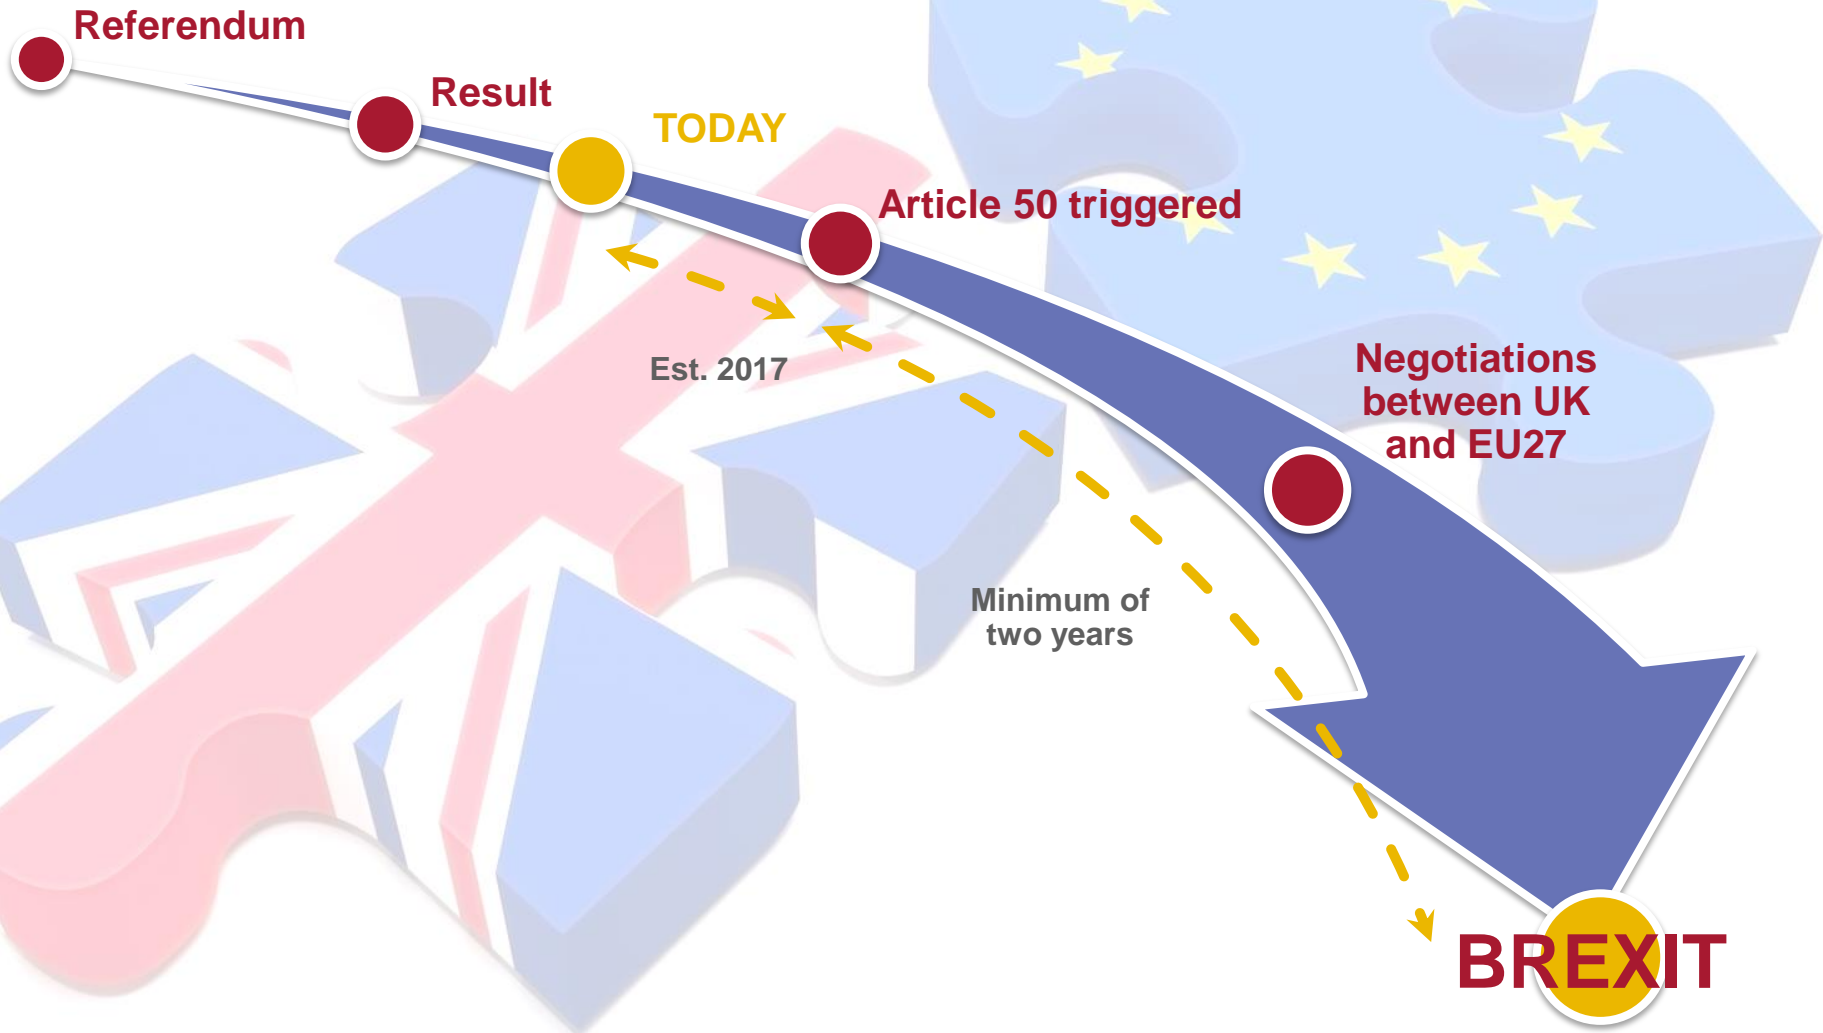 Referendum
Result
TODAY
Article 50 triggered
Est. 2017
Negotiations
between UK
and EU27
Minimum of
two years
BREXIT